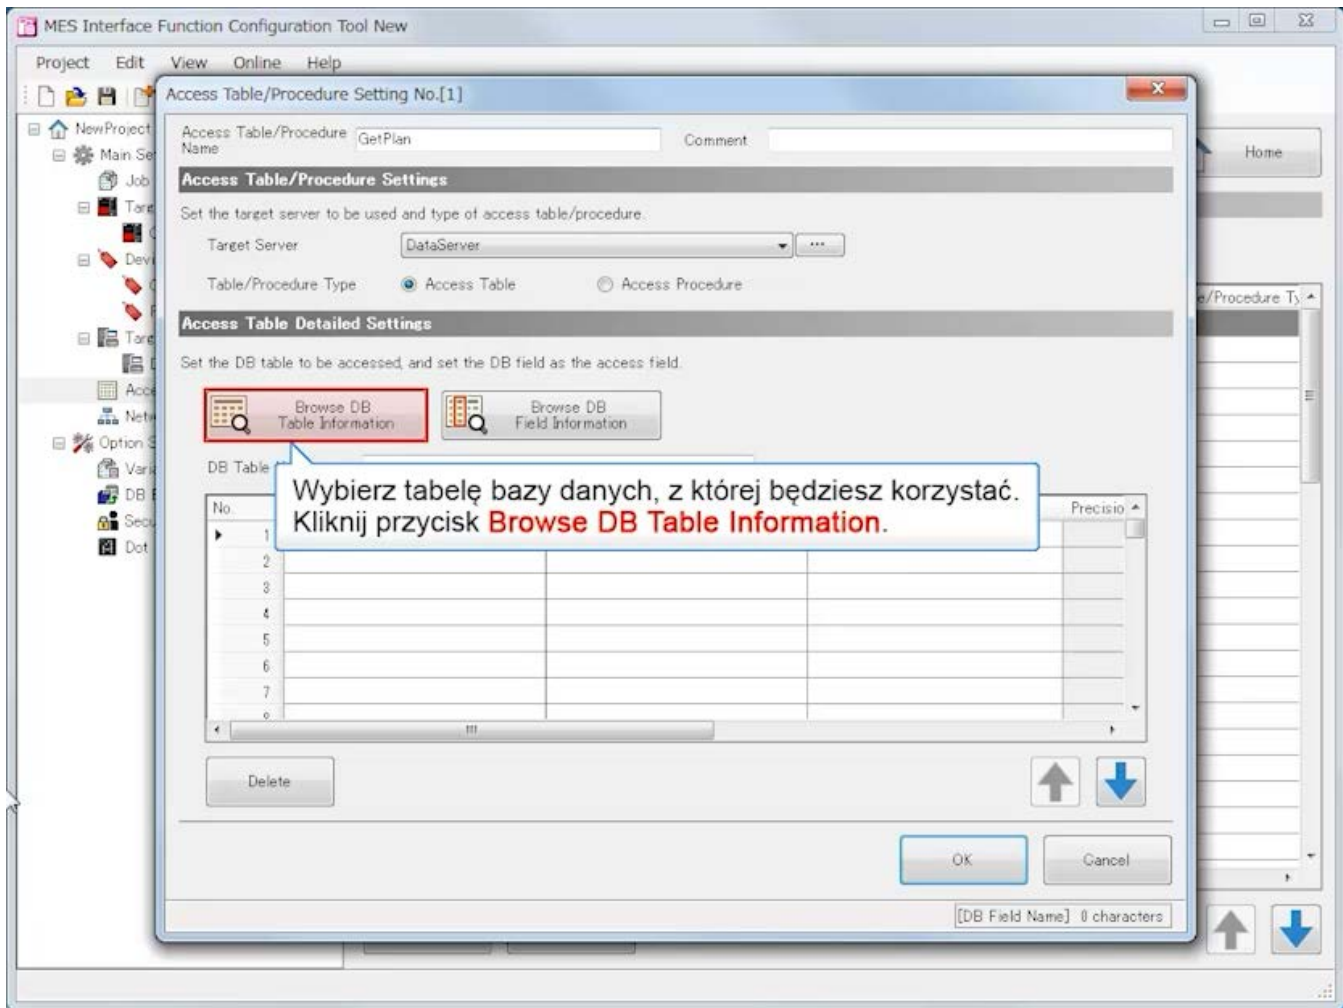 MES Interface Function Configuration Tool New
Project Edit View Online Help
Access Table/Procedure Setting No.[1]
NewProject
Main Se
Job
Targ
Devi
Targ
Acce
Netw
Option S
Varia
DB B
Secu
Dot
Access Table/Procedure Name
GetPlan
Comment
Home
Access Table/Procedure Settings
Set the target server to be used and type of access table/procedure.
Target Server
DataServer
...
Table/Procedure Type
Access Table
Access Procedure
e/Procedure Ty
Access Table Detailed Settings
Set the DB table to be accessed, and set the DB field as the access field.
Browse DB
Table Information
Browse DB
Field Information
DB Table
Wybierz tabelę bazy danych, z której będziesz korzystać.
Kliknij przycisk Browse DB Table Information.
No.
Precisio
1
2
3
4
5
6
7
8
Delete
OK
Cancel
[DB Field Name] 0 characters